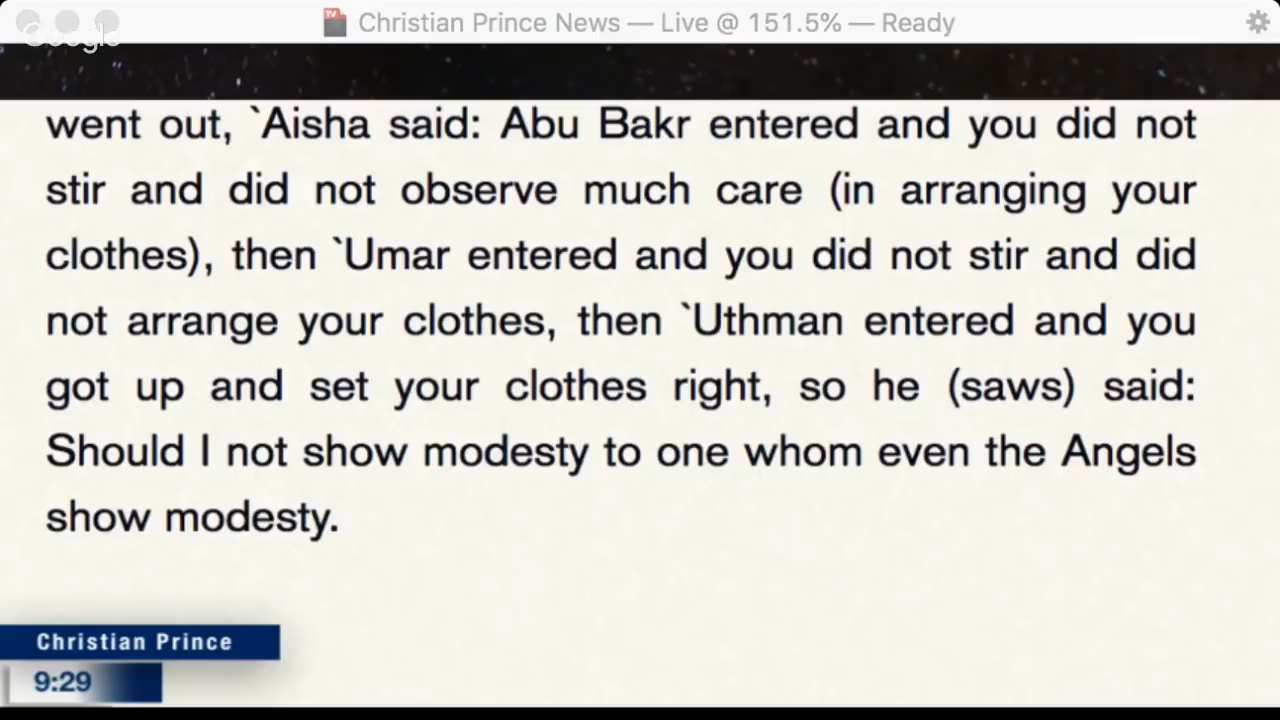 Christian Prince News — Live @ 151.5% — Ready
Google
went out, `Aisha said: Abu Bakr entered and you did not
stir and did not observe much care (in arranging your
clothes), then `Umar entered and you did not stir and did
not arrange your clothes, then `Uthman entered and you
got up and set your clothes right, so he (saws) said:
Should I not show modesty to one whom even the Angels
show modesty.
Christian Prince
9:29